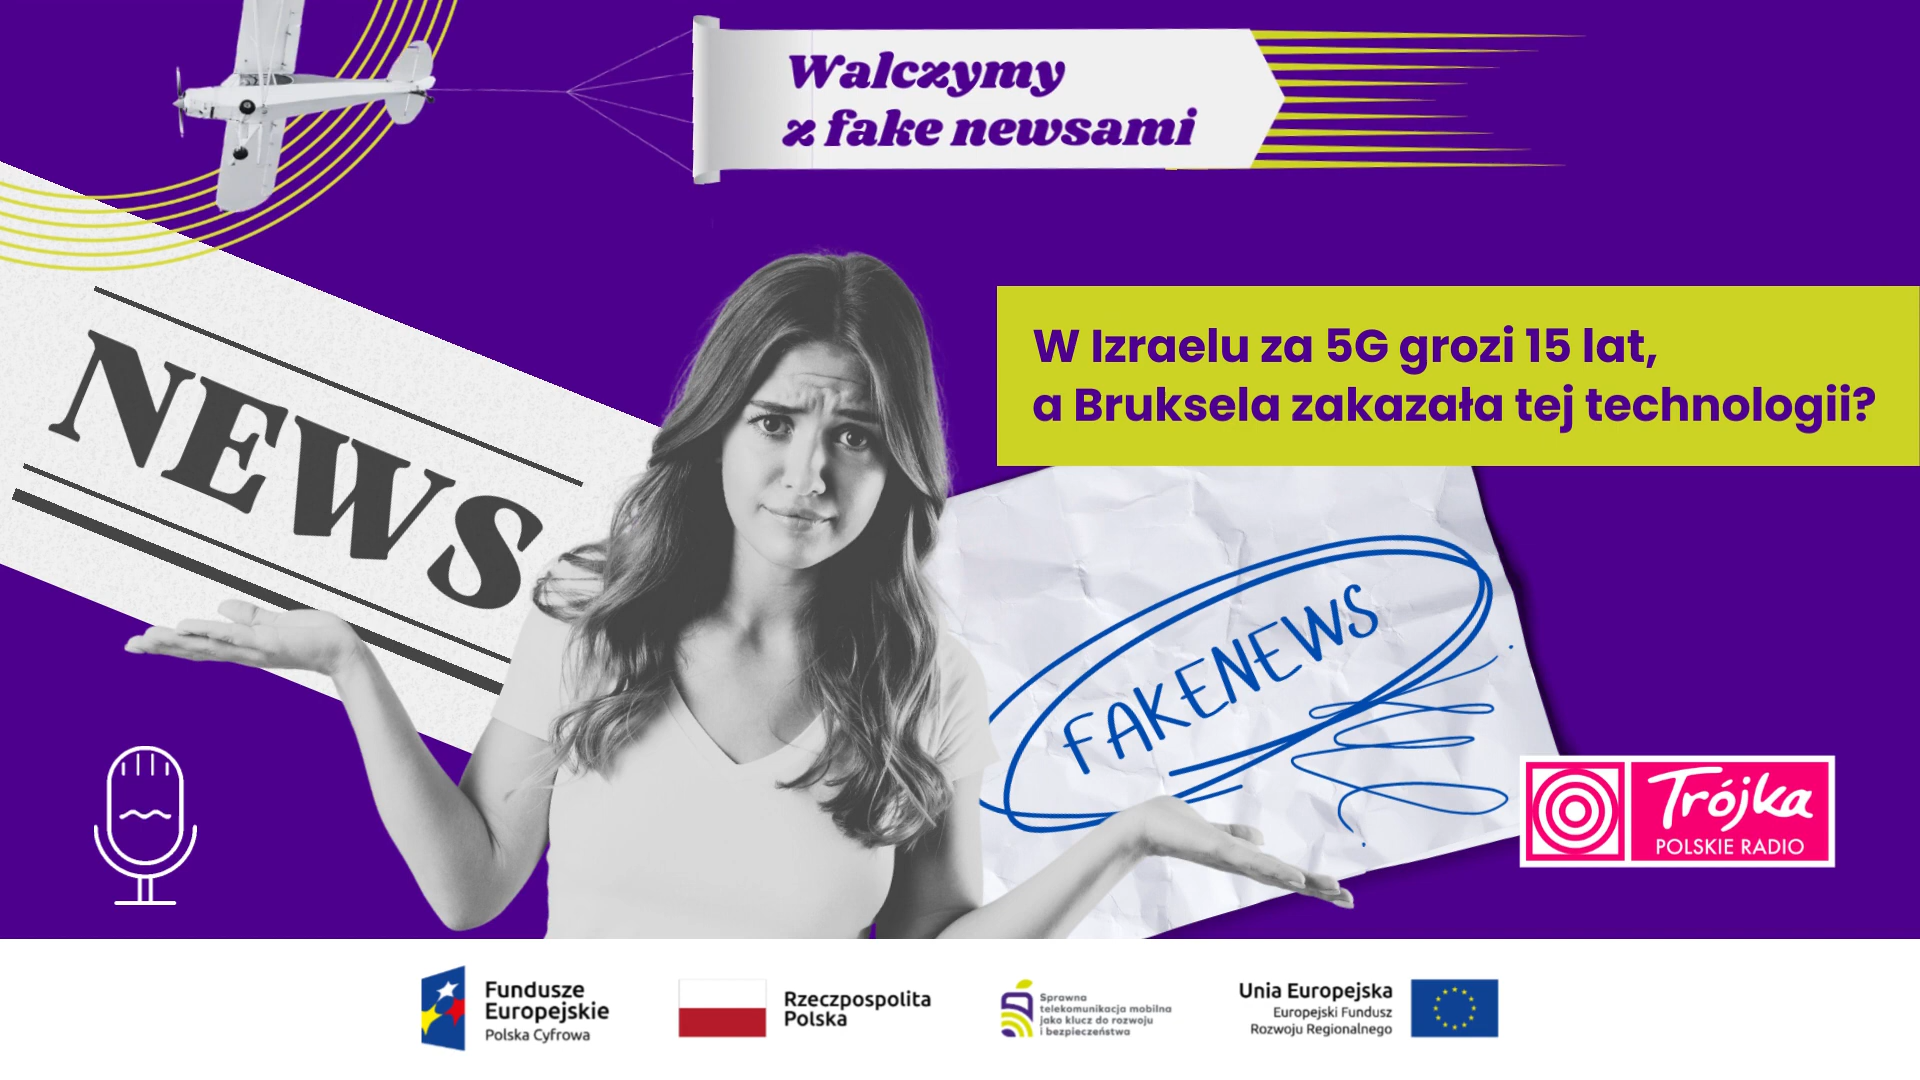 Walczymy
z fake newsami
W Izraelu za 5G grozi 15 lat,
a Bruksela zakazała tej technologii?
NEWS
FAKENEWS
Trójka
POLSKIE RADIO
Fundusze
Europejskie
Polska Cyfrowa
Rzeczpospolita
Polska
Sprawna
telekomunikacja mobilna
jako klucz do rozwoju
i bezpieczeństwa
Unia Europejska
Europejski Fundusz
Rozwoju Regionalnego